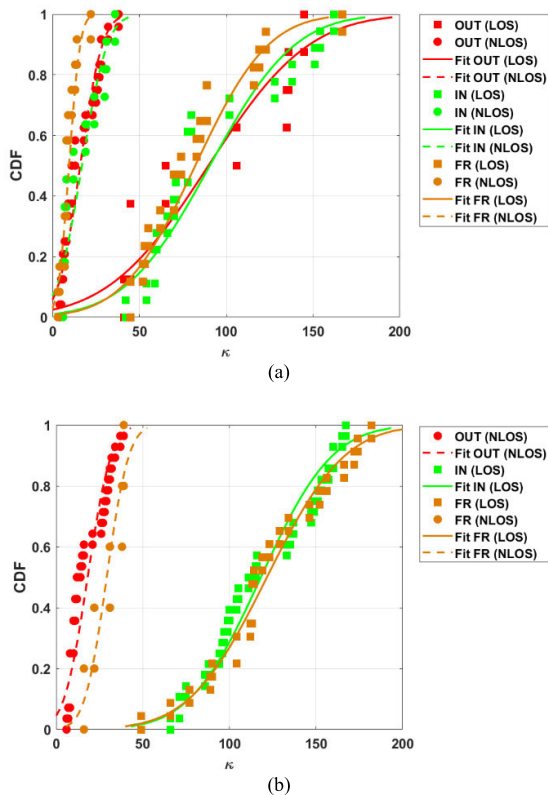 1
0.8
0.6
0.4
0.2
0
CDF
0 50 100 150 200
κ
OUT (LOS)
OUT (NLOS)
Fit OUT (LOS)
Fit OUT (NLOS)
IN (LOS)
IN (NLOS)
Fit IN (LOS)
Fit IN (NLOS)
FR (LOS)
FR (NLOS)
Fit FR (LOS)
Fit FR (NLOS)
(a)
1
0.8
0.6
0.4
0.2
0
CDF
0 50 100 150 200
κ
OUT (NLOS)
Fit OUT (NLOS)
IN (LOS)
Fit IN (LOS)
FR (LOS)
FR (NLOS)
Fit FR (LOS)
Fit FR (NLOS)
(b)